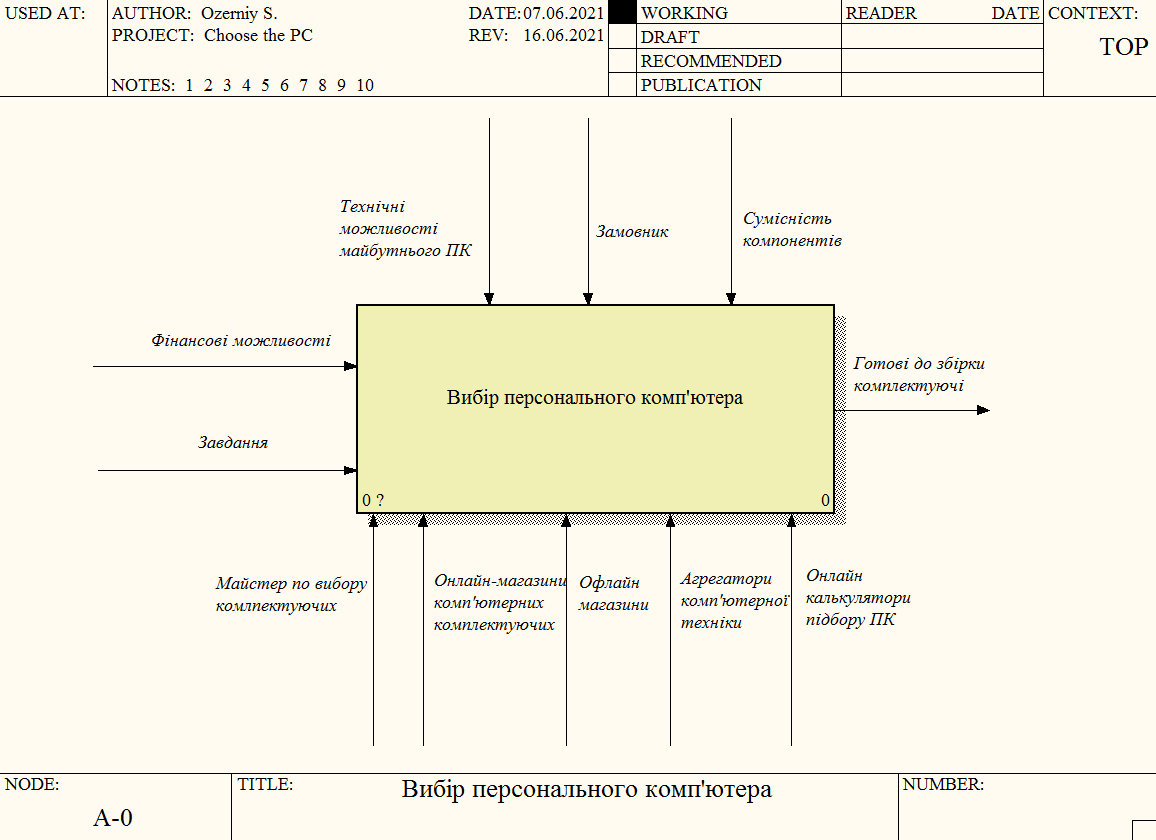 USED AT:
AUTHOR: Ozerniy S.
DATE: 07.06.2021
PROJECT: Choose the PC
REV: 16.06.2021
NOTES: 1 2 3 4 5 6 7 8 9 10
WORKING
DRAFT
RECOMMENDED
PUBLICATION
READER DATE
CONTEXT:
TOP
Технічні
можливості
майбутнього ПК
Замовник
Сумісність
компонентів
Фінансові можливості
Завдання
Вибір персонального комп'ютера
0 ?
0
Готові до збірки
комплектуючі
Майстер по вибору
комлпектуючих
Онлайн-магазини
комп'ютерних
комплектуючих
Офлайн
магазини
Агрегатори
комп'ютерної
техніки
Онлайн
калькулятори
підбору ПК
NODE:
A-0
TITLE:
Вибір персонального комп'ютера
NUMBER: